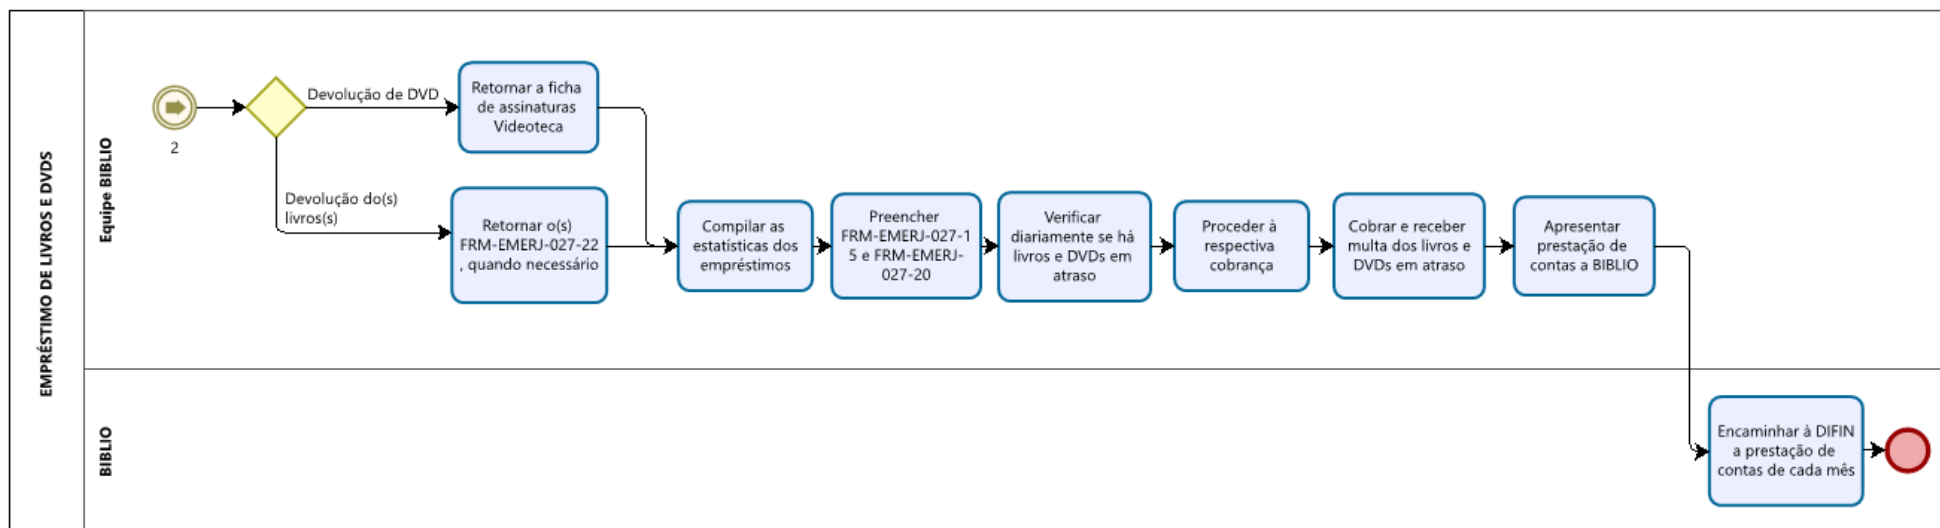 EMPRÉSTIMO DE LIVROS E DVDS
Equipe BIBLIO
2
Devolução de DVD
Retornar a ficha
de assinaturas
Videoteca
Devolução do(s)
livros(s)
Retornar o(s)
FRM-EMERJ-027-22
, quando necessário
Compilar as
estatísticas dos
empréstimos
Preencher
FRM-EMERJ-027-1
5 e FRM-EMERJ-
027-20
Verificar
diariamente se há
livros e DVDs em
atraso
Proceder à
respectiva
cobrança
Cobrar e receber
multa dos livros e
DVDs em atraso
Apresentar
prestação de
contas a BIBLIO
BIBLIO
Encaminhar à DIFIN
a prestação de
contas de cada mês